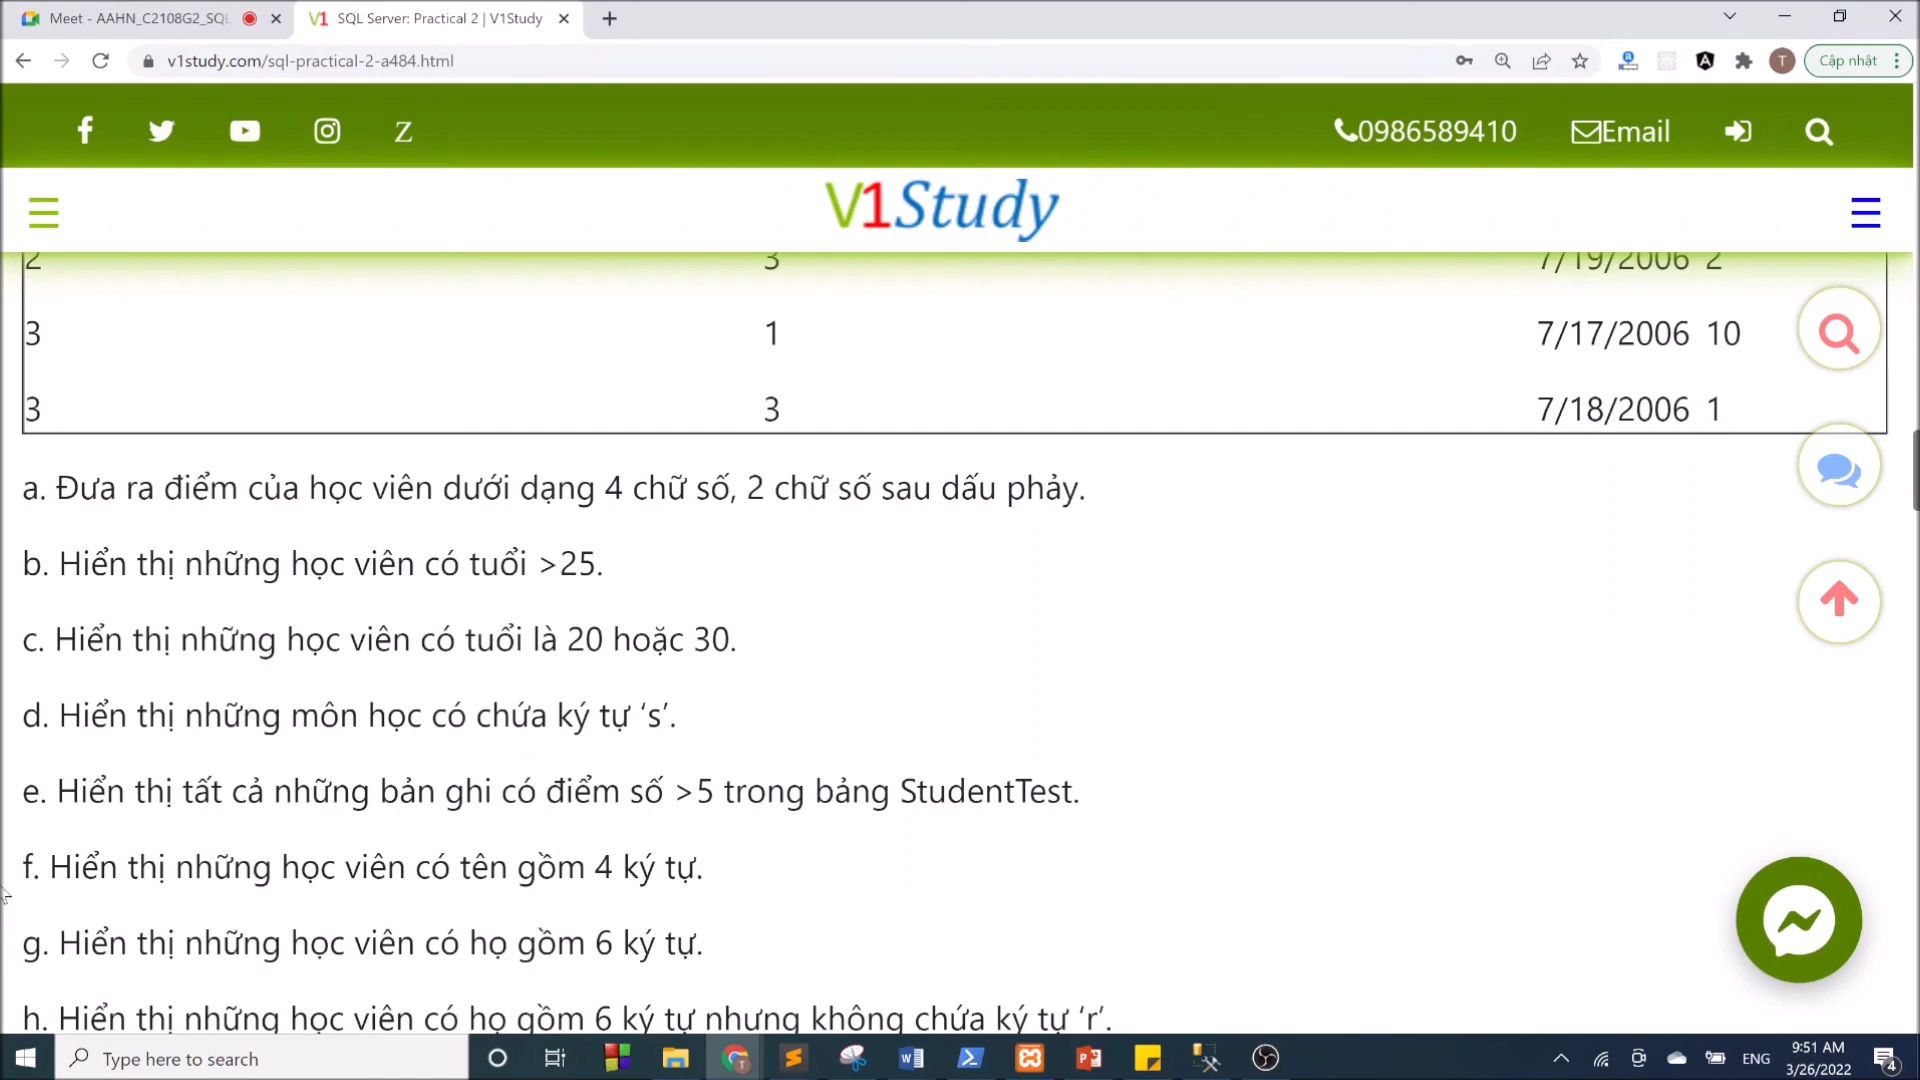 Meet - AAHN_C2108G2_SQL
SQL Server: Practical 2 | V1Study
v1study.com/sql-practical-2-a484.html
T
Cập nhật
Z
0986589410
Email
V1Study
2 3 7/19/2006 2
3 1 7/17/2006 10
3 3 7/18/2006 1
a. Đưa ra điểm của học viên dưới dạng 4 chữ số, 2 chữ số sau dấu phảy.
b. Hiển thị những học viên có tuổi >25.
c. Hiển thị những học viên có tuổi là 20 hoặc 30.
d. Hiển thị những môn học có chứa ký tự ‘s’.
e. Hiển thị tất cả những bản ghi có điểm số >5 trong bảng StudentTest.
f. Hiển thị những học viên có tên gồm 4 ký tự.
g. Hiển thị những học viên có họ gồm 6 ký tự.
h. Hiển thị những học viên có họ gồm 6 ký tự nhưng không chứa ký tự ‘r’.
Type here to search
ENG
9:51 AM
3/26/2022
4